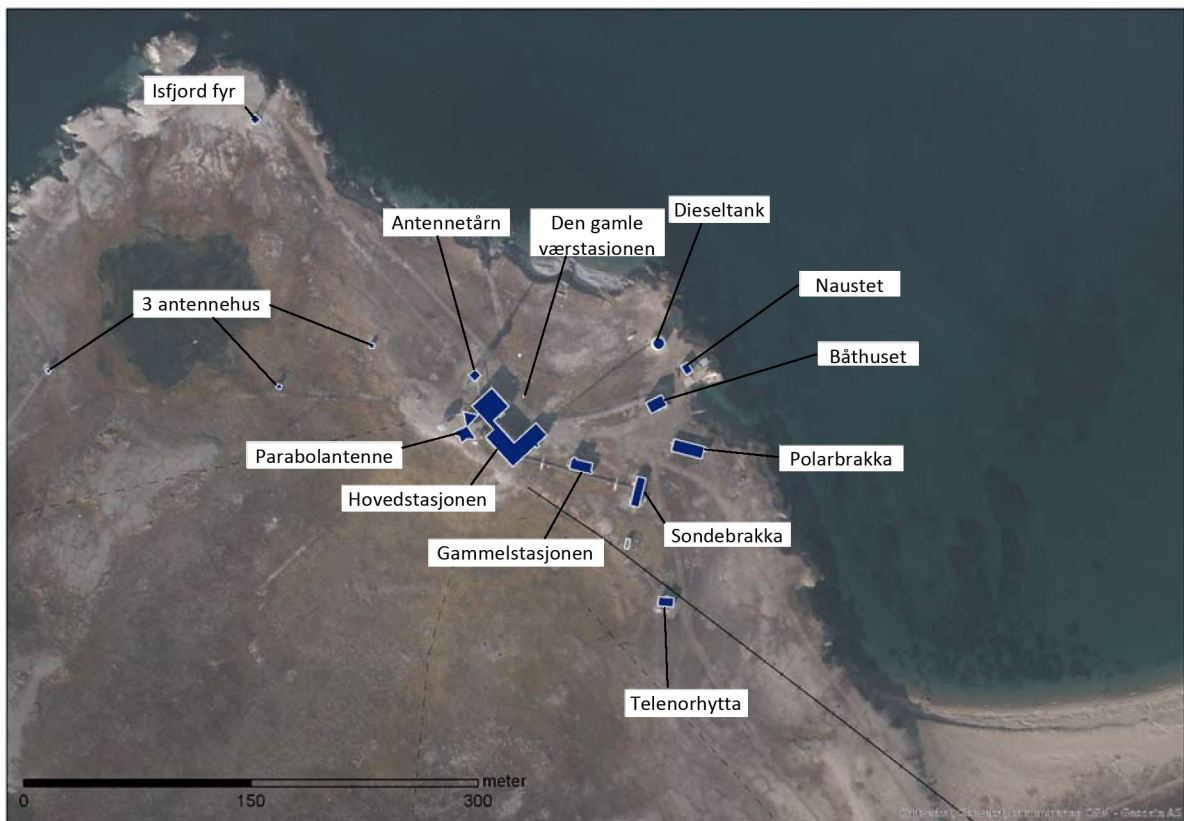 Isfjord fyr
Antennetårn
Den gamle
værstasjonen
Dieseltank
Naustet
3 antennehus
Båthuset
Parabolantenne
Polarbrakka
Hovedstasjonen
Sondebrakka
Gammelstasjonen
Telenorhytta
meter
0
150
300